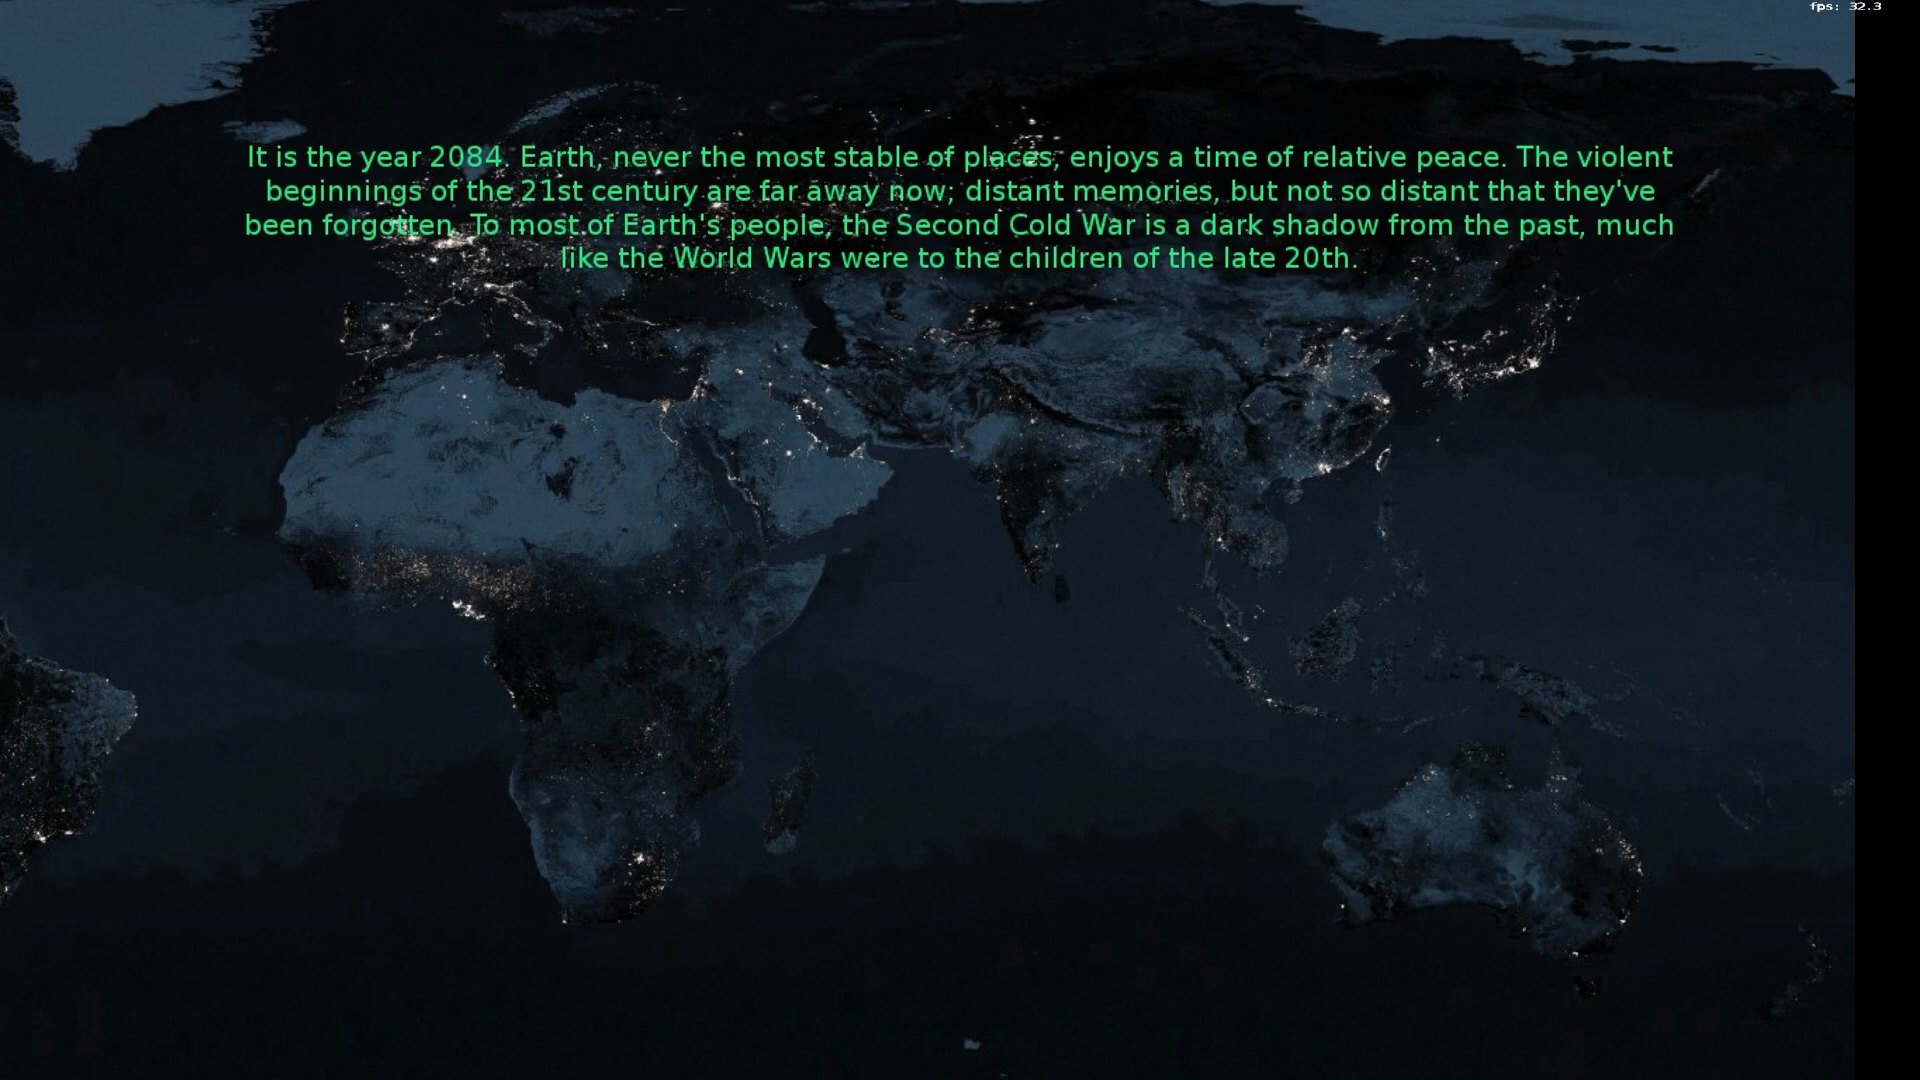 fps: 32.3
It is the year 2084. Earth, never the most stable of places, enjoys a time of relative peace. The violent
beginnings of the 21st century are far away now; distant memories, but not so distant that they've
been forgotten. To most of Earth's people, the Second Cold War is a dark shadow from the past, much
like the World Wars were to the children of the late 20th.